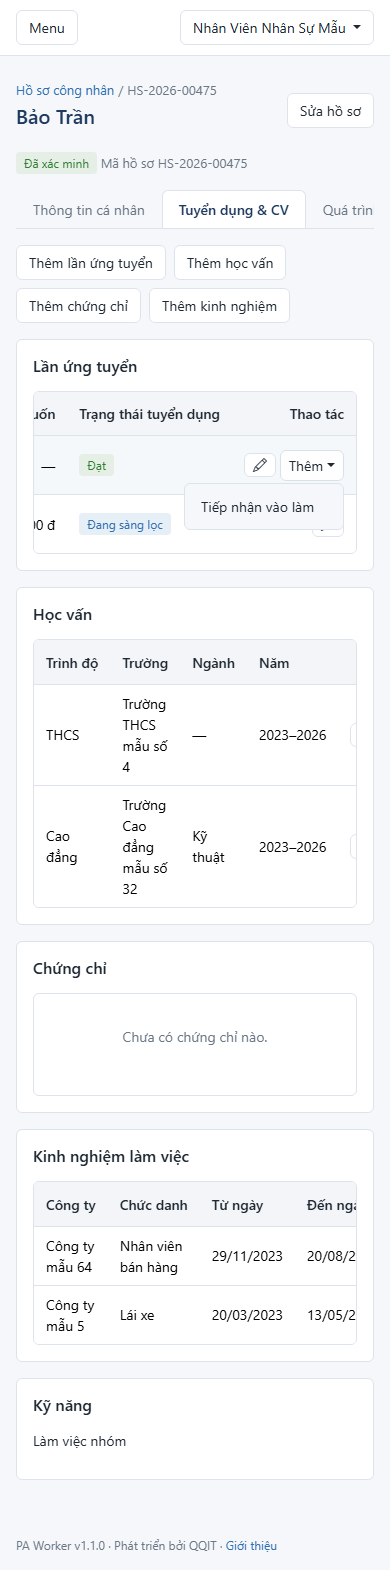 Menu
Nhân Viên Nhân Sự Mẫu
Hồ sơ công nhân / HS-2026-00475
Bảo Trần
Sửa hồ sơ
Đã xác minh Mã hồ sơ HS-2026-00475
Thông tin cá nhân Tuyển dụng & CV Quá trìn
Thêm lần ứng tuyển Thêm học vấn
Thêm chứng chỉ Thêm kinh nghiệm
Lần ứng tuyển
uốn Trạng thái tuyển dụng Thao tác
— Đạt Thêm
Tiếp nhận vào làm
00 đ Đang sàng lọc
Học vấn
Trình độ Trường Ngành Năm
THCS Trường THCS mẫu số 4 — 2023–2026
Cao đẳng Trường Cao đẳng mẫu số 32 Kỹ thuật 2023–2026
Chứng chỉ
Chưa có chứng chỉ nào.
Kinh nghiệm làm việc
Công ty Chức danh Từ ngày Đến ngà
Công ty mẫu 64 Nhân viên bán hàng 29/11/2023 20/08/2
Công ty mẫu 5 Lái xe 20/03/2023 13/05/2
Kỹ năng
Làm việc nhóm
PA Worker v1.1.0 · Phát triển bởi QQIT · Giới thiệu